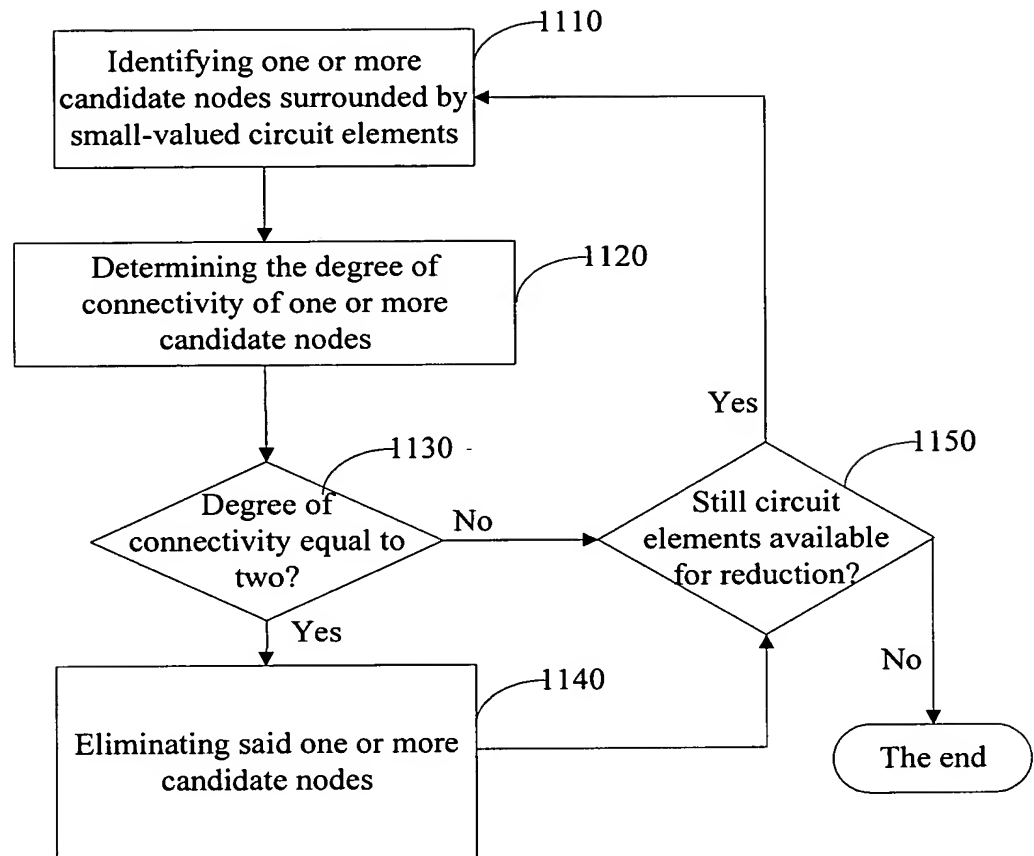 1110
Identifying one or more
candidate nodes surrounded by
small-valued circuit elements
1120
Determining the degree of
connectivity of one or more
candidate nodes
1130
Degree of
connectivity equal to
two?
No
Yes
Yes
1150
Still circuit
elements available
for reduction?
No
1140
Eliminating said one or more
candidate nodes
The end